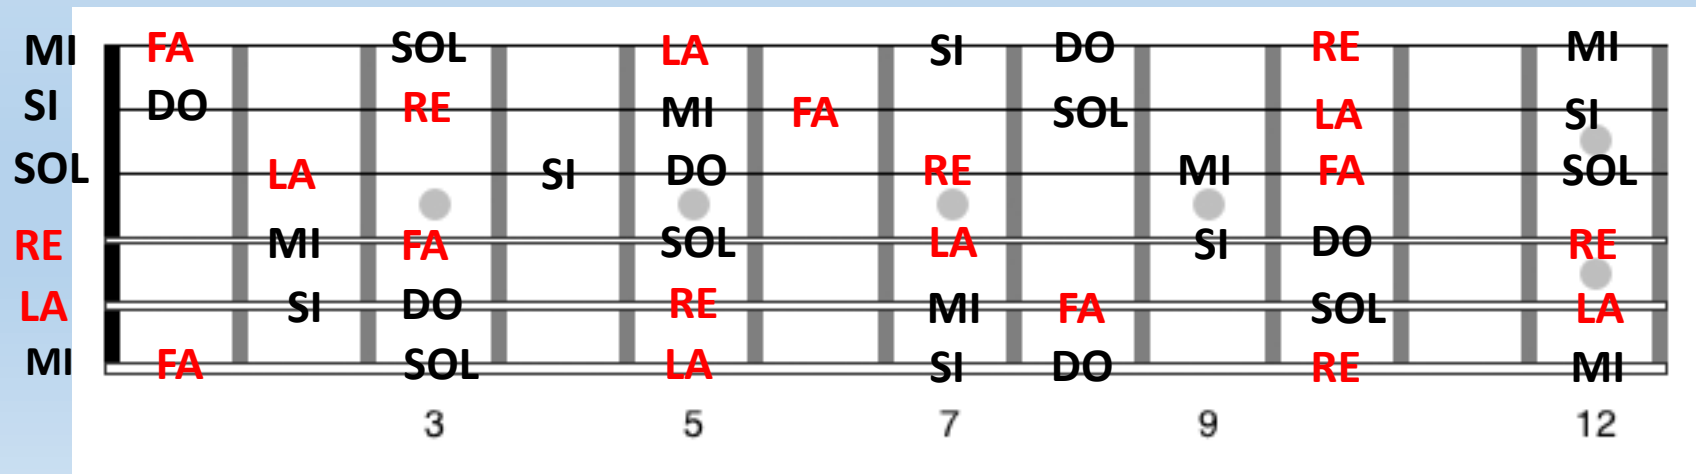 MI FA SOL LA SI DO RE MI
SI DO RE MI FA SOL LA SI
SOL LA SI DO RE MI FA SOL
RE MI FA SOL LA SI DO RE
LA SI DO RE MI FA SOL LA
MI FA SOL LA SI DO RE MI
3 5 7 9 12